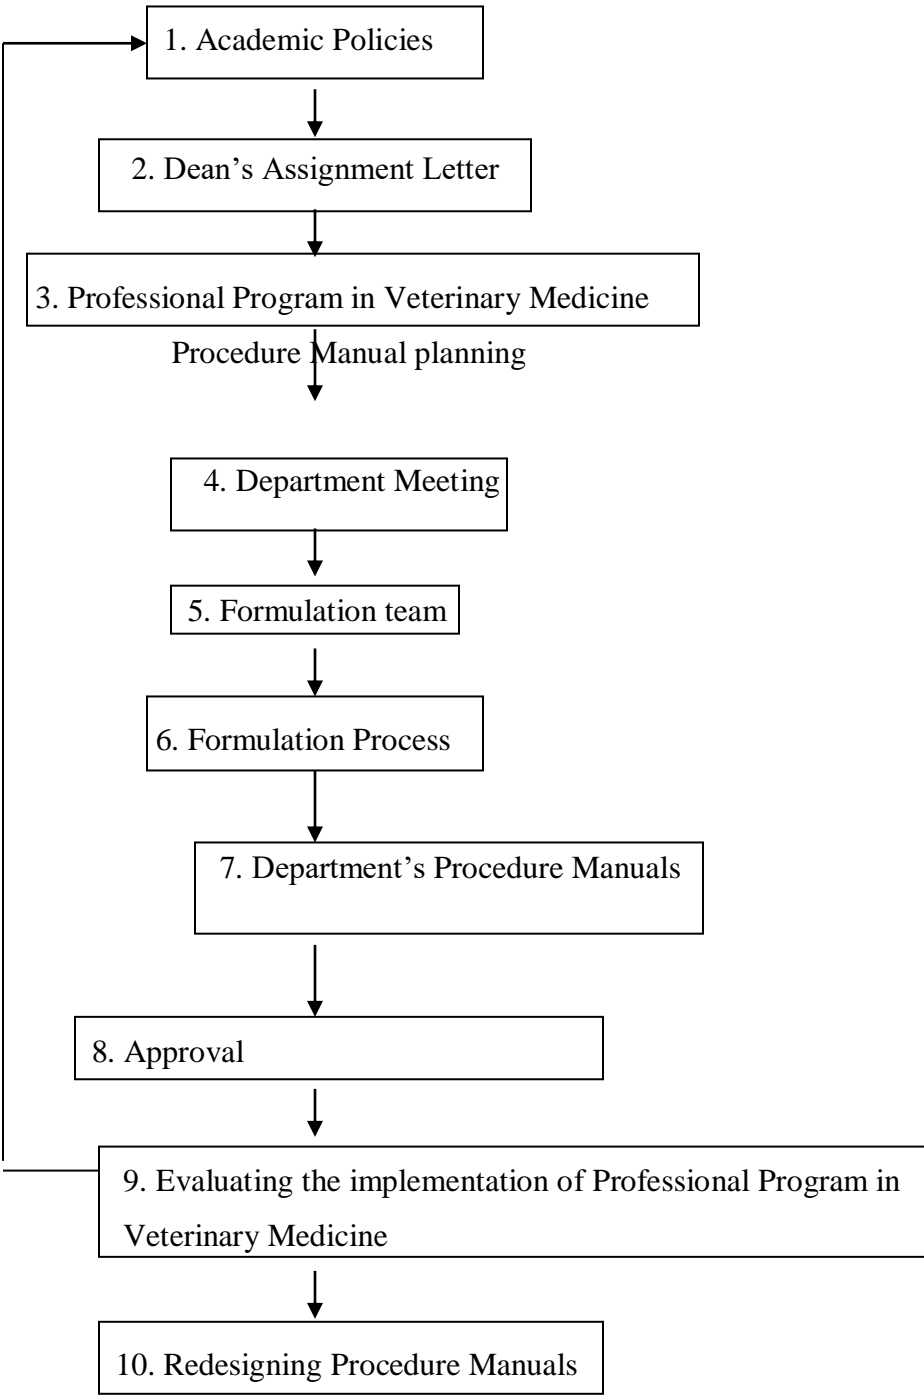 1. Academic Policies
2. Dean’s Assignment Letter
3. Professional Program in Veterinary Medicine
Procedure Manual planning
4. Department Meeting
5. Formulation team
6. Formulation Process
7. Department’s Procedure Manuals
8. Approval
9. Evaluating the implementation of Professional Program in
Veterinary Medicine
10. Redesigning Procedure Manuals